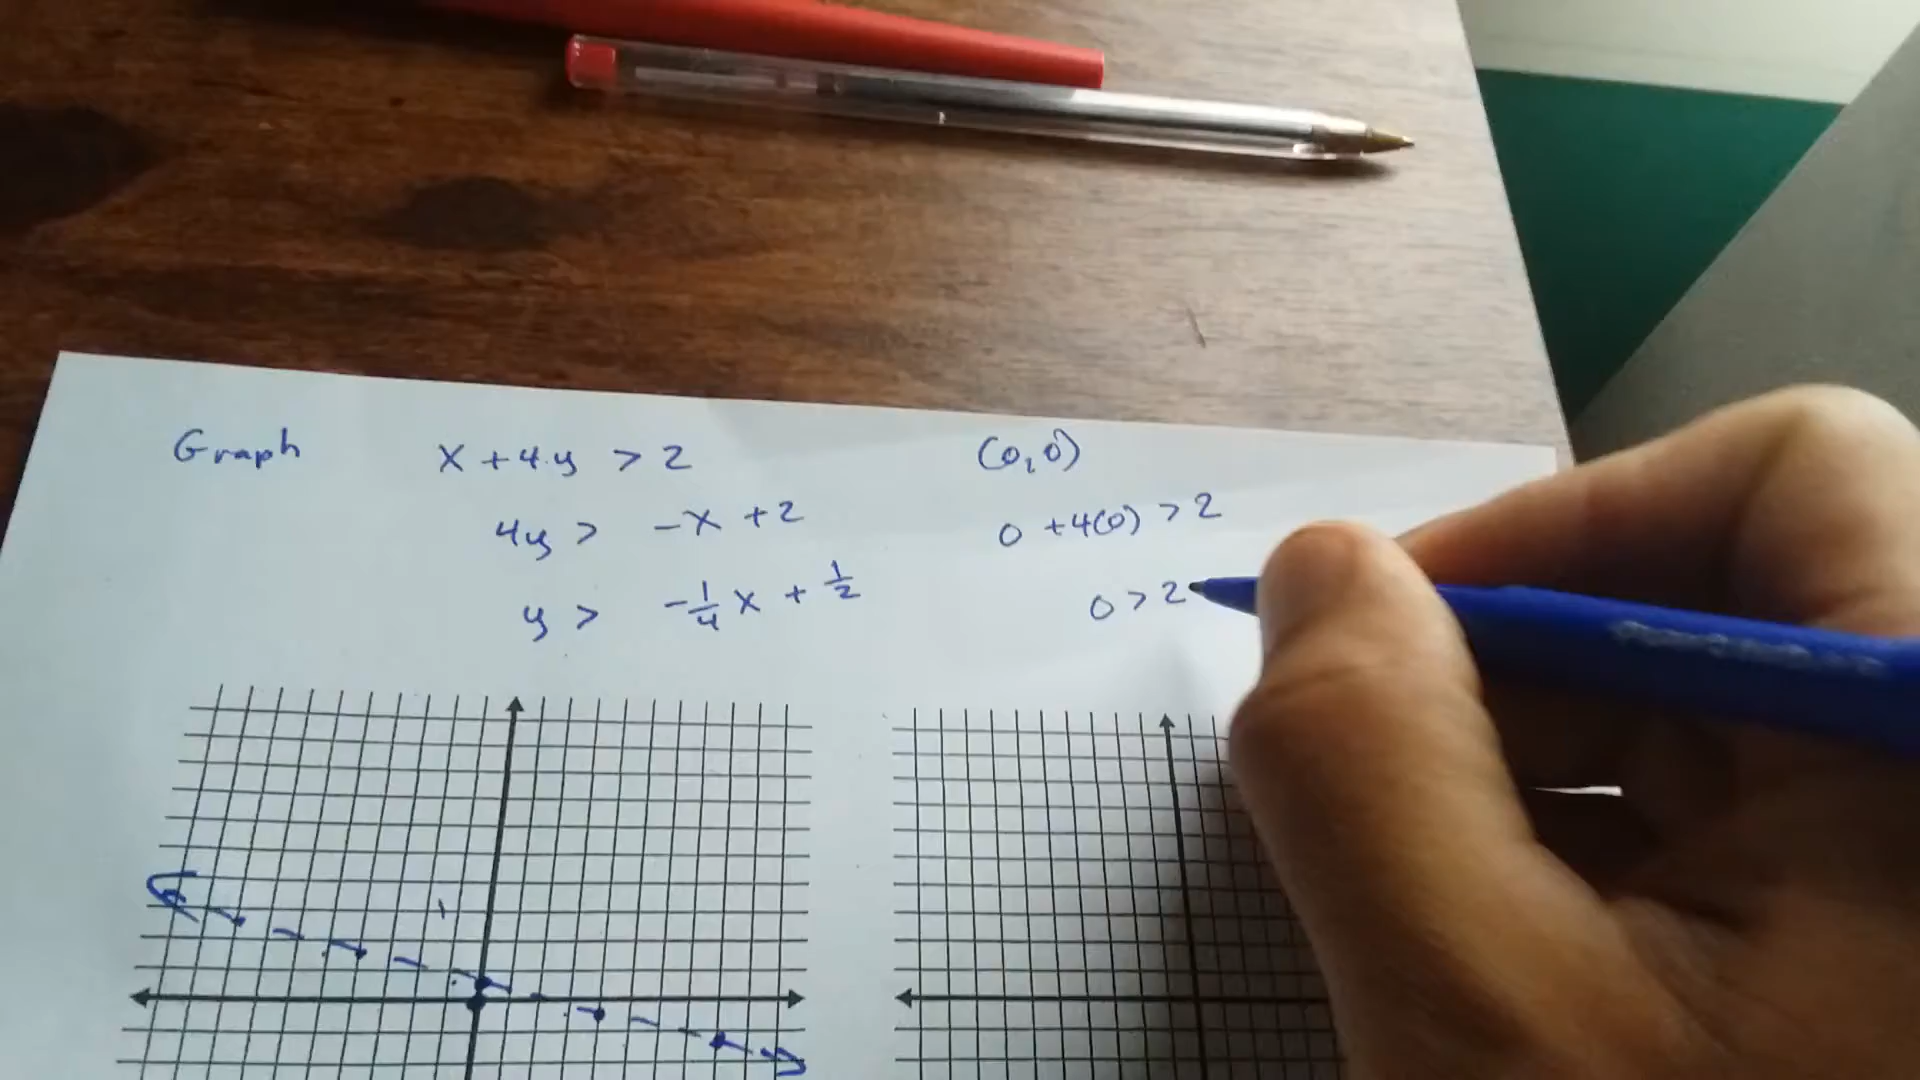 Graph x + 4y > 2
4y > -x + 2
y > -1/4 x + 1/2
(0,0)
0 + 4(0) > 2
0 > 2